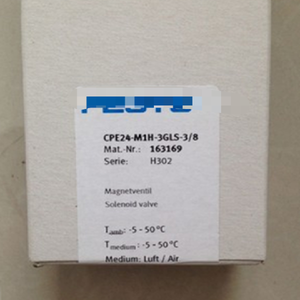 CPE24-M1H-3GLS-3/8
Mat.-Nr.: 163169
Serie: H302
Magnetventil
Solenoid valve
Tamb: -5 - 50 °C
Tmedium : -5 - 50 °C
Medium: Luft / Air